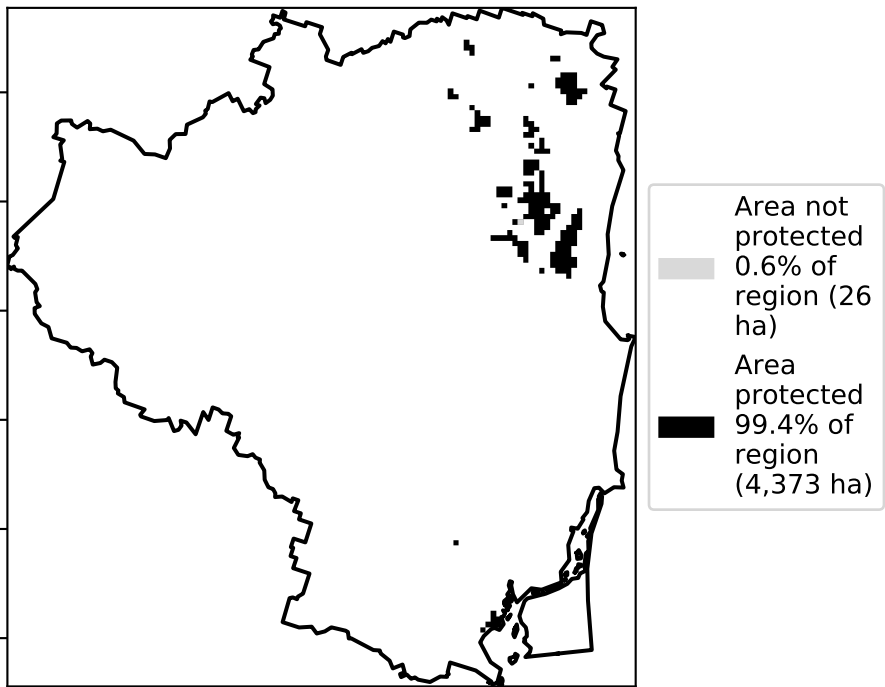 Area not
protected
0.6% of
region (26
ha)
Area
protected
99.4% of
region
(4,373 ha)